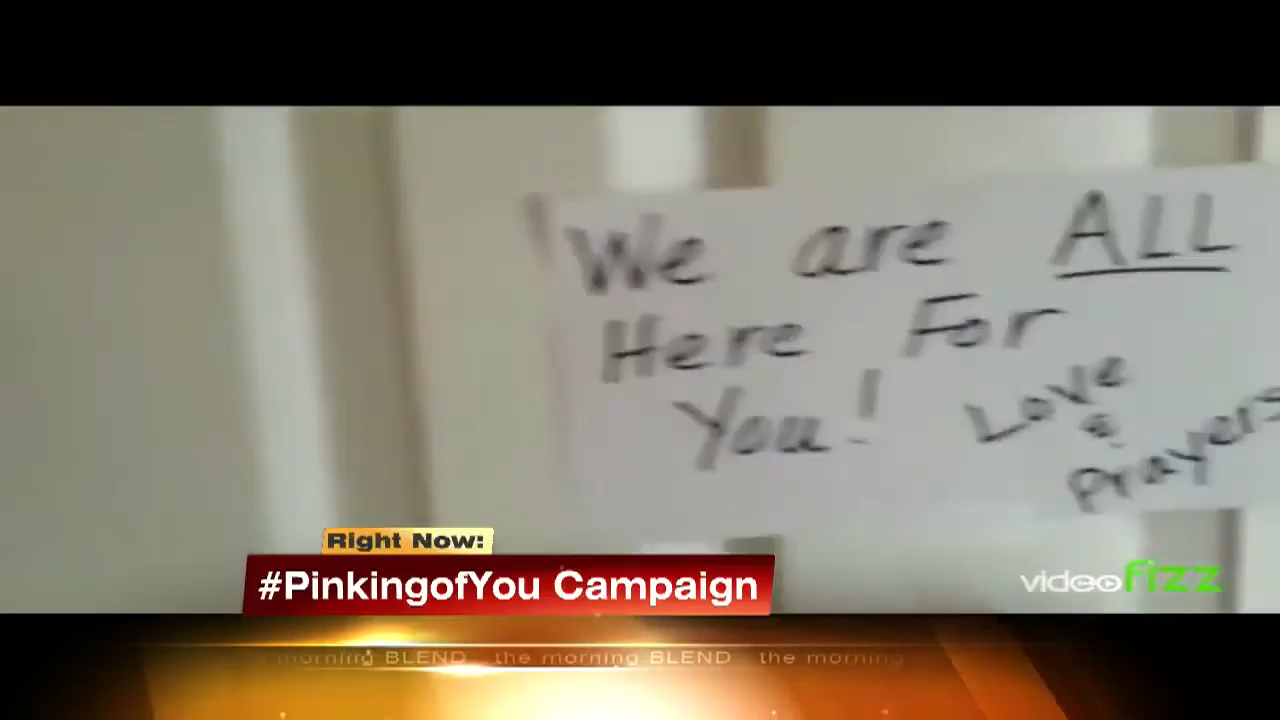 We are ALL
Here For
You! Love
&
Prayers
Right Now:
#PinkingofYou Campaign
videofizz
morning BLEND the morning BLEND the morning